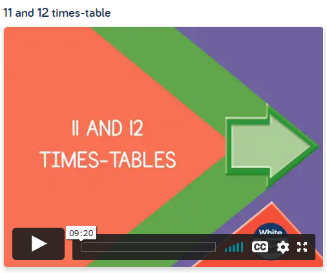 11 and 12 times-table
11 AND 12
TIMES-TABLES
White
09:20
CC